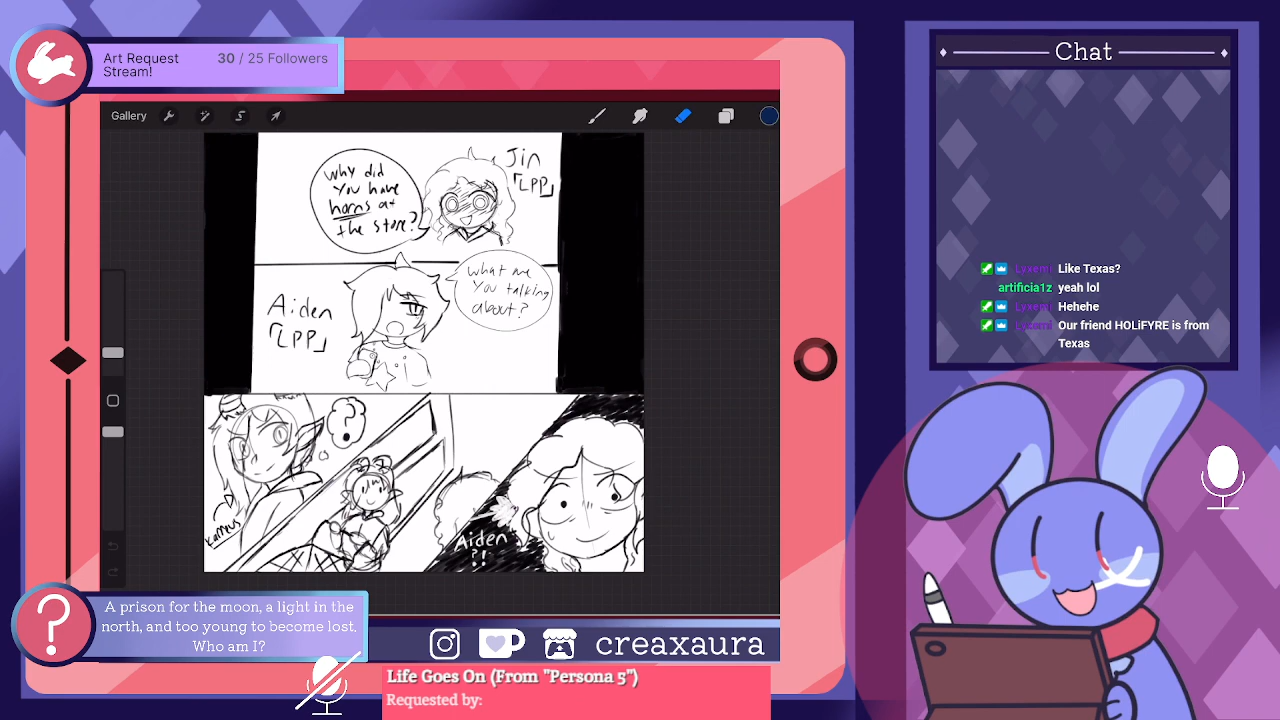 Art Request
Stream!
30 / 25 Followers
Gallery
Why did
you have
horns at
the store?
Jin
「LPP」
What are
you talking
about?
Aiden
「LPP」
?
Aiden
?!
Chat
Lyxemi Like Texas?
artificia1z yeah lol
Lyxemi Hehehe
Lyxemi Our friend HOLiFYRE is from
Texas
?
A prison for the moon, a light in the
north, and too young to become lost.
Who am I?
creaxaura
Life Goes On (From "Persona 5")
Requested by: